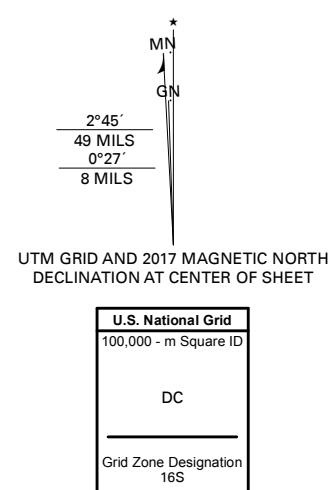 ★
MN
GN
2°45´
49 MILS
0°27´
8 MILS
UTM GRID AND 2017 MAGNETIC NORTH
DECLINATION AT CENTER OF SHEET
U.S. National Grid
100,000 - m Square ID
DC
Grid Zone Designation
16S